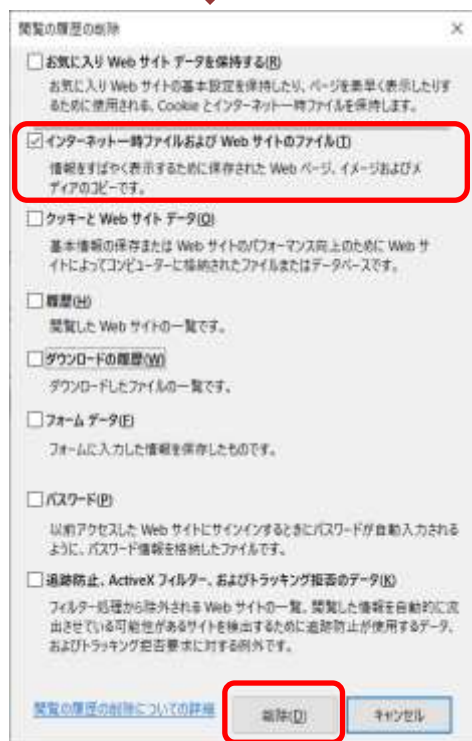 閲覧の履歴の削除
お気に入り Web サイト データを保持する(R)
お気に入り Web サイトの基本設定を保持したり、ページを素早く表示したりす
るために使用される、Cookie とインターネット一時ファイルを保持します。
インターネット一時ファイルおよび Web サイトのファイル(T)
情報をすばやく表示するために保存された Web ページ、イメージおよびメ
ディアのコピーです。
クッキーと Web サイト データ(O)
基本情報の保存または Web サイトのパフォーマンス向上のために Web サ
イトによってコンピューターに格納されたファイルまたはデータベースです。
履歴(H)
閲覧した Web サイトの一覧です。
ダウンロードの履歴(W)
ダウンロードしたファイルの一覧です。
フォーム データ(F)
フォームに入力した情報を保存したものです。
パスワード(P)
以前アクセスした Web サイトにサインインするときにパスワードが自動入力される
ように、パスワード情報を格納したファイルです。
追跡防止、ActiveX フィルター、およびトラッキング拒否のデータ(K)
フィルター処理から除外される Web サイトの一覧、閲覧した情報を自動的に流
出させている可能性があるサイトを検出するために追跡防止が使用するデータ、
およびトラッキング拒否要求に対する例外です。
閲覧の履歴の削除についての詳細
削除(D)
キャンセル